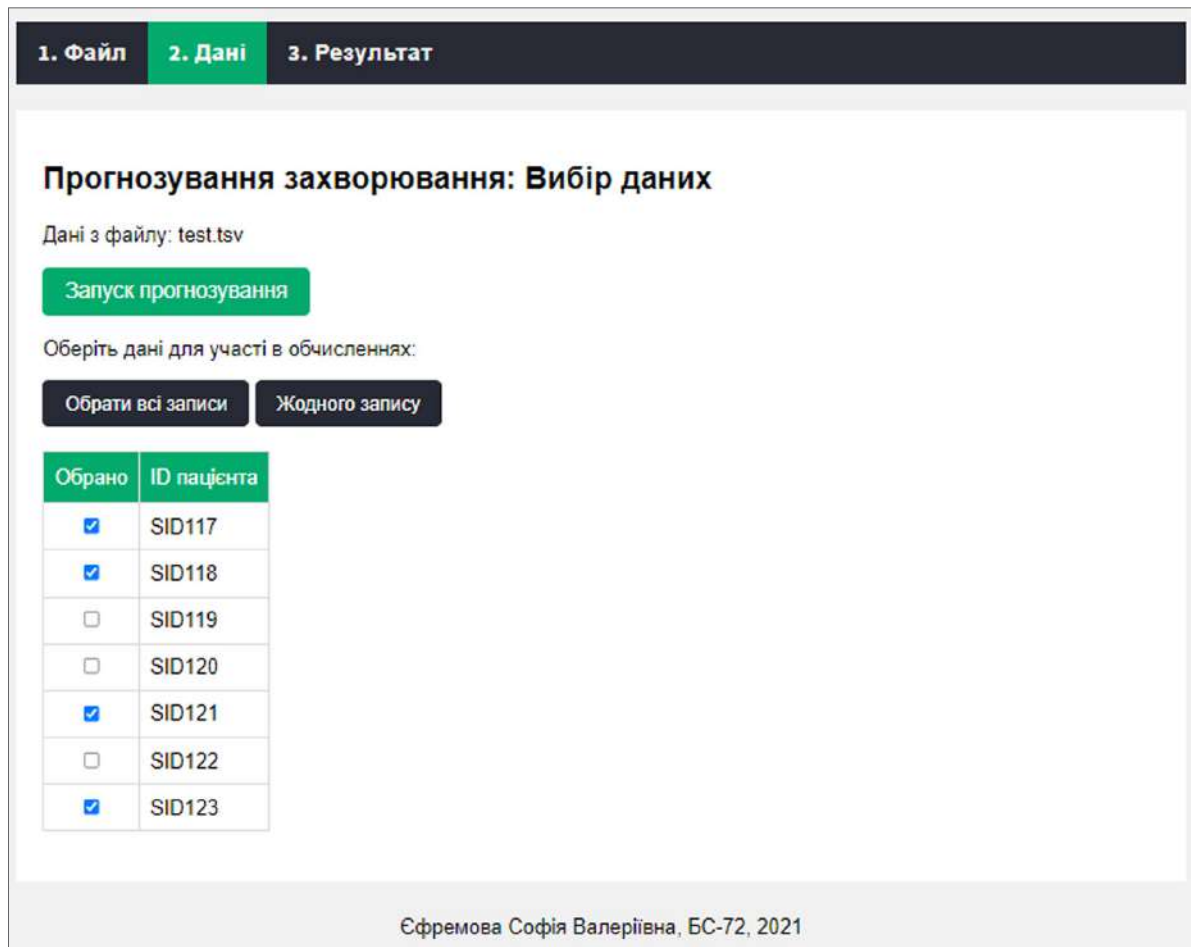 1. Файл 2. Дані 3. Результат
Прогнозування захворювання: Вибір даних
Дані з файлу: test.tsv
Запуск прогнозування
Оберіть дані для участі в обчисленнях:
Обрати всі записи Жодного запису
Обрано ID пацієнта
SID117
SID118
SID119
SID120
SID121
SID122
SID123
Єфремова Софія Валеріївна, БС-72, 2021